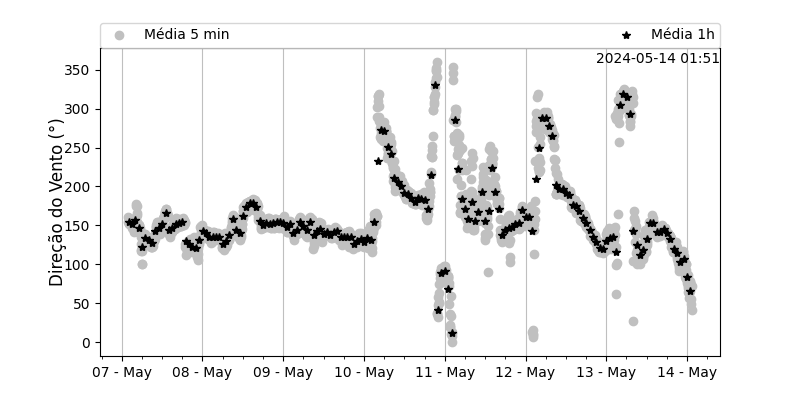 Média 5 min
Média 1h
2024-05-14 01:51
Direção do Vento (°)
350
300
250
200
150
100
50
0
07 - May
08 - May
09 - May
10 - May
11 - May
12 - May
13 - May
14 - May